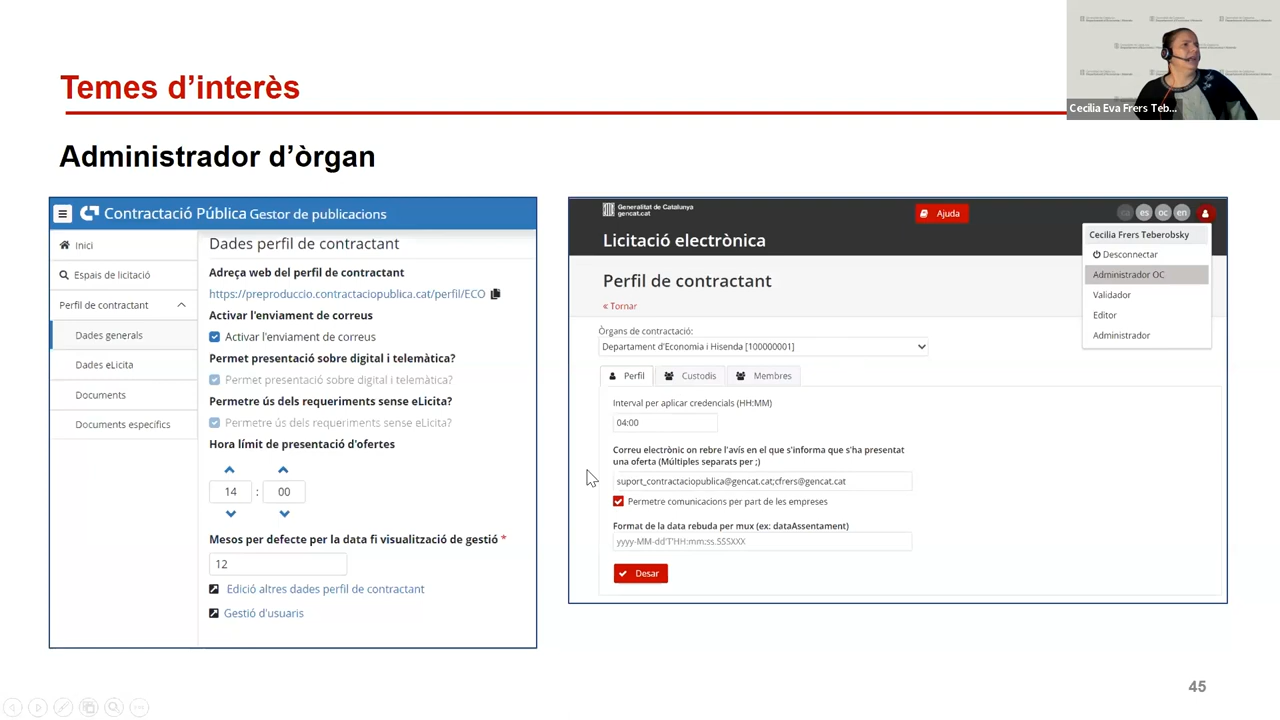 Temes d'interès
Cecilia Eva Frers Teb...
Administrador d'òrgan
Contractació Pública Gestor de publicacions
Inici
Espais de licitació
Perfil de contractant
Dades generals
Dades eLicita
Documents
Documents específics
Dades perfil de contractant
Adreça web del perfil de contractant
https://preproduccio.contractaciopublica.cat/perfil/ECO
Activar l'enviament de correus
Activar l'enviament de correus
Permet presentació sobre digital i telemàtica?
Permet presentació sobre digital i telemàtica?
Permetre ús dels requeriments sense eLicita?
Permetre ús dels requeriments sense eLicita?
Hora límit de presentació d'ofertes
14 : 00
Mesos per defecte per la data fi visualització de gestió *
12
Edició altres dades perfil de contractant
Gestió d'usuaris
Generalitat de Catalunya
gencat.cat
Ajuda
ca es oc en
Licitació electrònica
Cecilia Frers Teberobsky
Desconnectar
Administrador OC
Validador
Editor
Administrador
Perfil de contractant
« Tornar
Òrgans de contractació:
Departament d'Economia i Hisenda [100000001]
Perfil Custodis Membres
Interval per aplicar credencials (HH:MM)
04:00
Correu electrònic on rebre l'avís en el que s'informa que s'ha presentat
una oferta (Múltiples separats per ;)
suport_contractaciopublica@gencat.cat;cfrers@gencat.cat
Permetre comunicacions per part de les empreses
Format de la data rebuda per mux (ex: dataAssentament)
yyyy-MM-dd'T'HH:mm:ss.SSSXXX
Desar
45